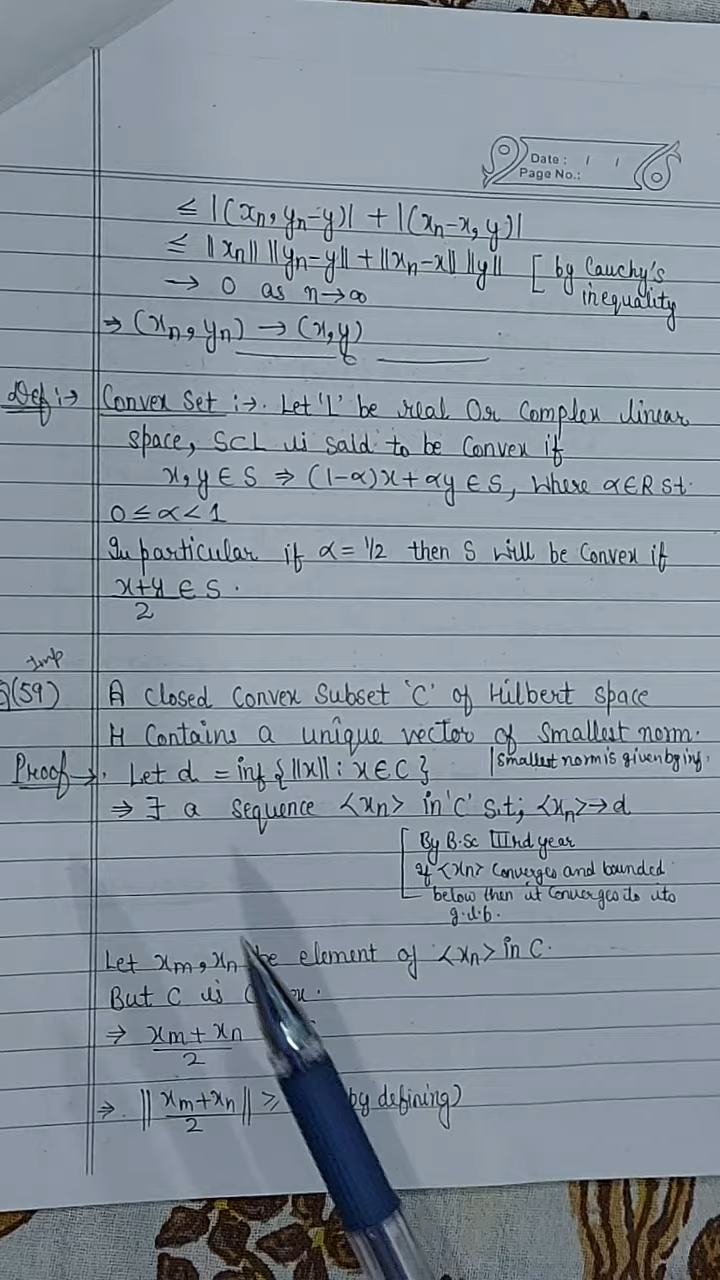 Date : / /
Page No.:
≤ |(xn, yn-y)| + |(xn-x, y)|
≤ ||xn|| ||yn-y|| + ||xn-x|| ||y|| [ by Cauchy's
inequality
→ 0 as n→∞
⇒ (xn, yn) → (x,y)
Def :→ Convex Set :→. Let 'L' be real Or Complex linear
space, S⊂L is said to be Convex if
x, y ∈ S ⇒ (1-α)x + αy ∈ S, Where α∈R s.t.
0 ≤ α < 1
In particular if α = 1/2 then S will be Convex if
x+y/2 ∈ S.
Imp
(59) A Closed Convex Subset 'C' of Hilbert space
H Contains a unique vector of Smallest norm.
Proof →. Let d = inf {||x|| : x ∈ C} | Smallest norm is given by inf.
⇒ ∃ a sequence <xn> in 'C' s.t; <xn> → d
[ By B.Sc IIIrd year
If <xn> Converges and bounded
below then it Converges to its
g.l.b.
Let xm, xn be element of <xn> in C.
But C is
⇒ xm + xn/2
⇒. || xm+xn/2 || ≥ by defining)